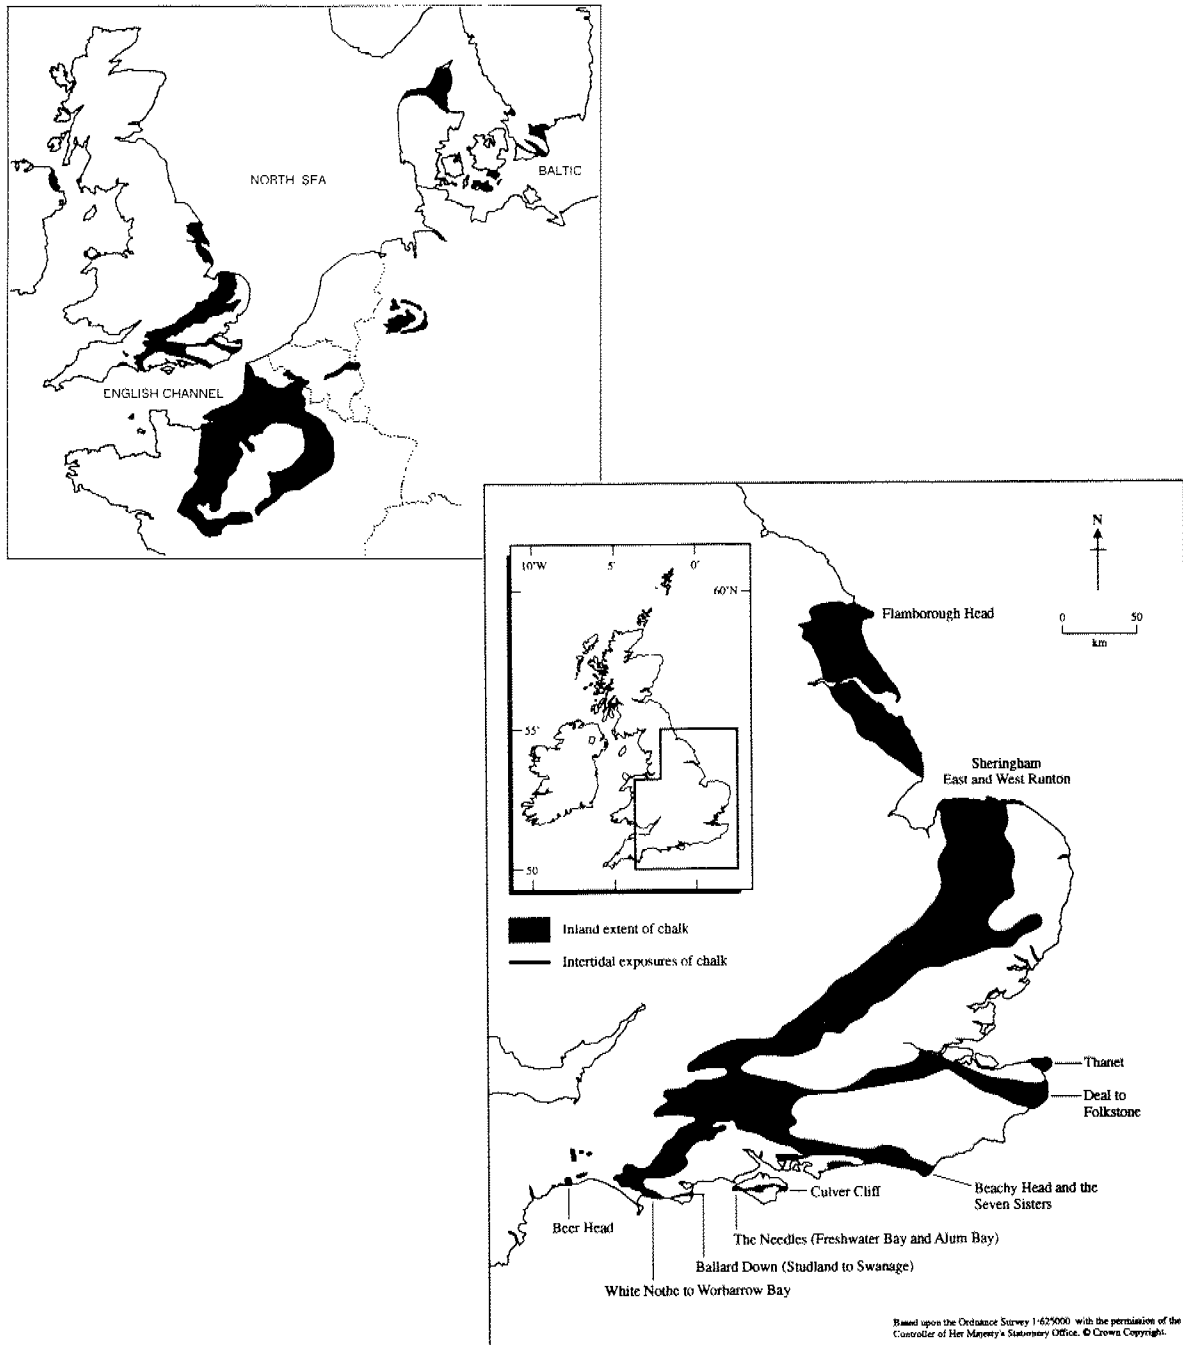 NORTH SEA
BALTIC
ENGLISH CHANNEL
10°W
5°
0°
60°N
55°
50
N
0
50
km
Flamborough Head
Sheringham
East and West Runton
Inland extent of chalk
Intertidal exposures of chalk
Thanet
Deal to
Folkstone
Beachy Head and the
Seven Sisters
Culver Cliff
Beer Head
The Needles (Freshwater Bay and Alum Bay)
Ballard Down (Studland to Swanage)
White Nothe to Worbarrow Bay
Based upon the Ordnance Survey 1·625000 with the permission of the
Controller of Her Majesty's Stationery Office. © Crown Copyright.